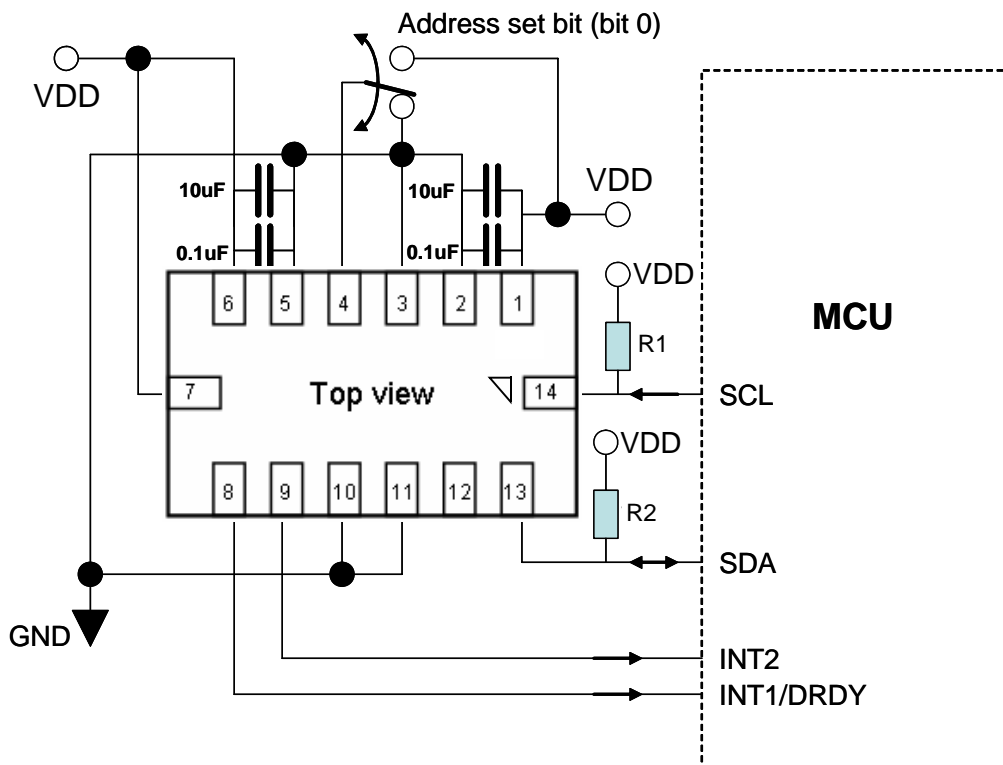 Address set bit (bit 0)
VDD
10uF
10uF
VDD
0.1uF
0.1uF
VDD
6
5
4
3
2
1
R1
MCU
7
Top view
14
SCL
VDD
8
9
10
11
12
13
R2
SDA
GND
INT2
INT1/DRDY